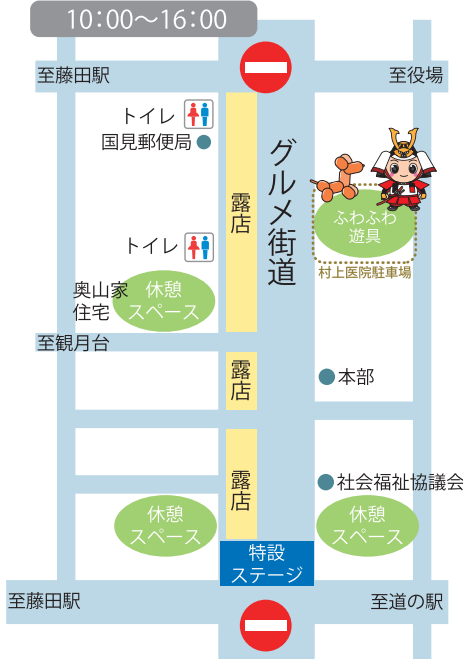 10：00～16：00
至藤田駅
至役場
トイレ
国見郵便局
グルメ街道
露店
ふわふわ
遊具
トイレ
村上医院駐車場
奥山家
住宅
休憩
スペース
至観月台
露店
本部
露店
社会福祉協議会
休憩
スペース
休憩
スペース
特設
ステージ
至藤田駅
至道の駅